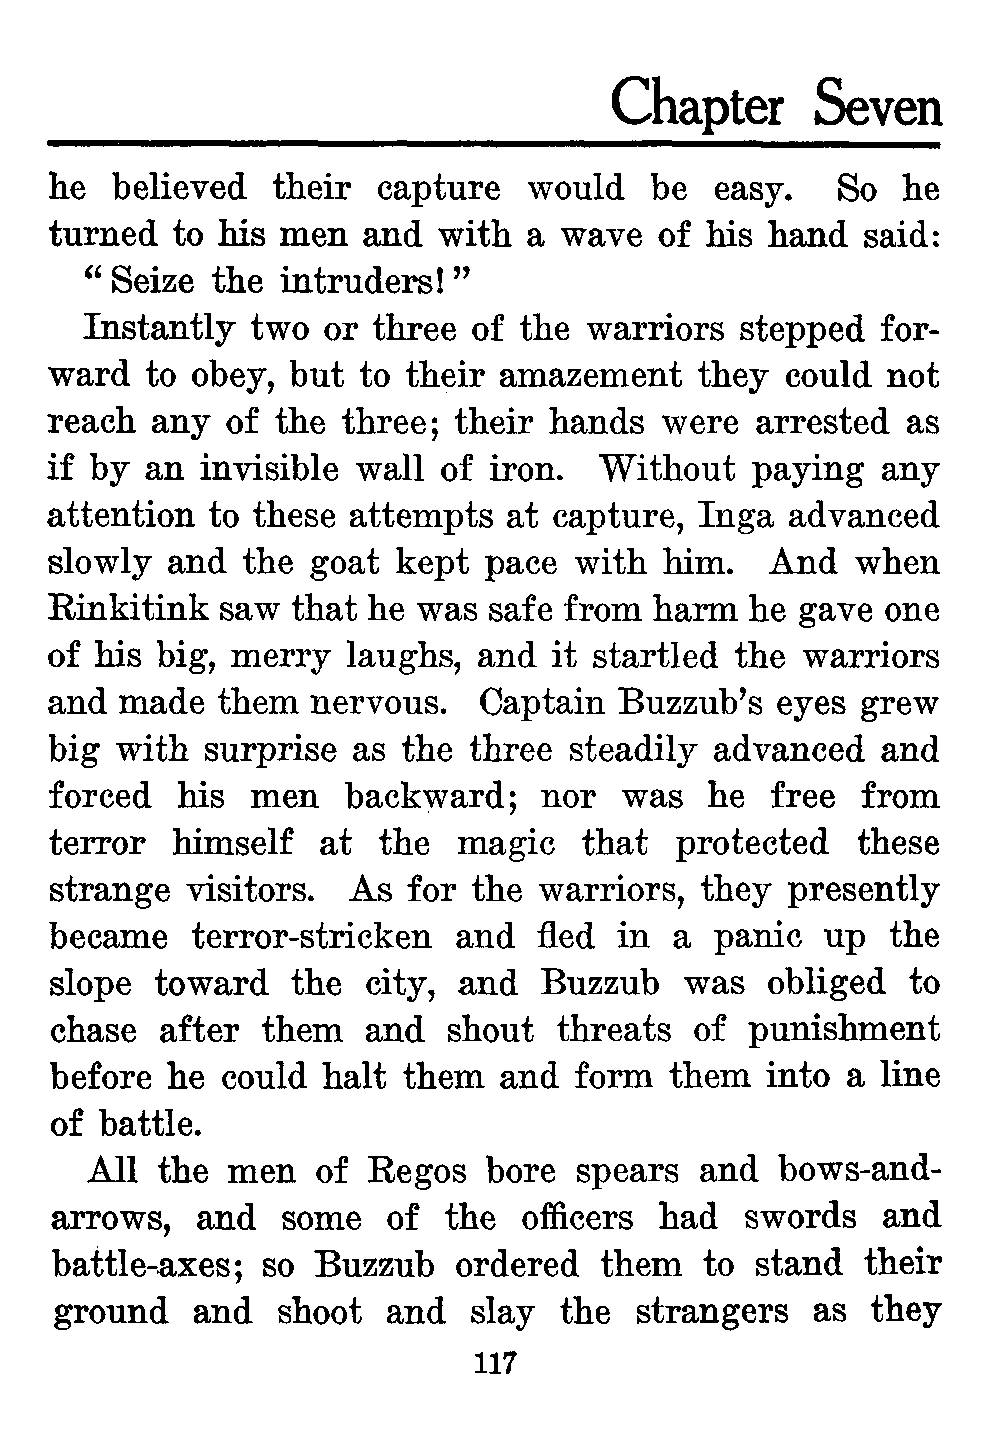 Chapter Seven
he believed their capture would be easy. So he
turned to his men and with a wave of his hand said:
“Seize the intruders!”
Instantly two or three of the warriors stepped for-
ward to obey, but to their amazement they could not
reach any of the three; their hands were arrested as
if by an invisible wall of iron. Without paying any
attention to these attempts at capture, Inga advanced
slowly and the goat kept pace with him. And when
Rinkitink saw that he was safe from harm he gave one
of his big, merry laughs, and it startled the warriors
and made them nervous. Captain Buzzub’s eyes grew
big with surprise as the three steadily advanced and
forced his men backward; nor was he free from
terror himself at the magic that protected these
strange visitors. As for the warriors, they presently
became terror-stricken and fled in a panic up the
slope toward the city, and Buzzub was obliged to
chase after them and shout threats of punishment
before he could halt them and form them into a line
of battle.
All the men of Regos bore spears and bows-and-
arrows, and some of the officers had swords and
battle-axes; so Buzzub ordered them to stand their
ground and shoot and slay the strangers as they
117